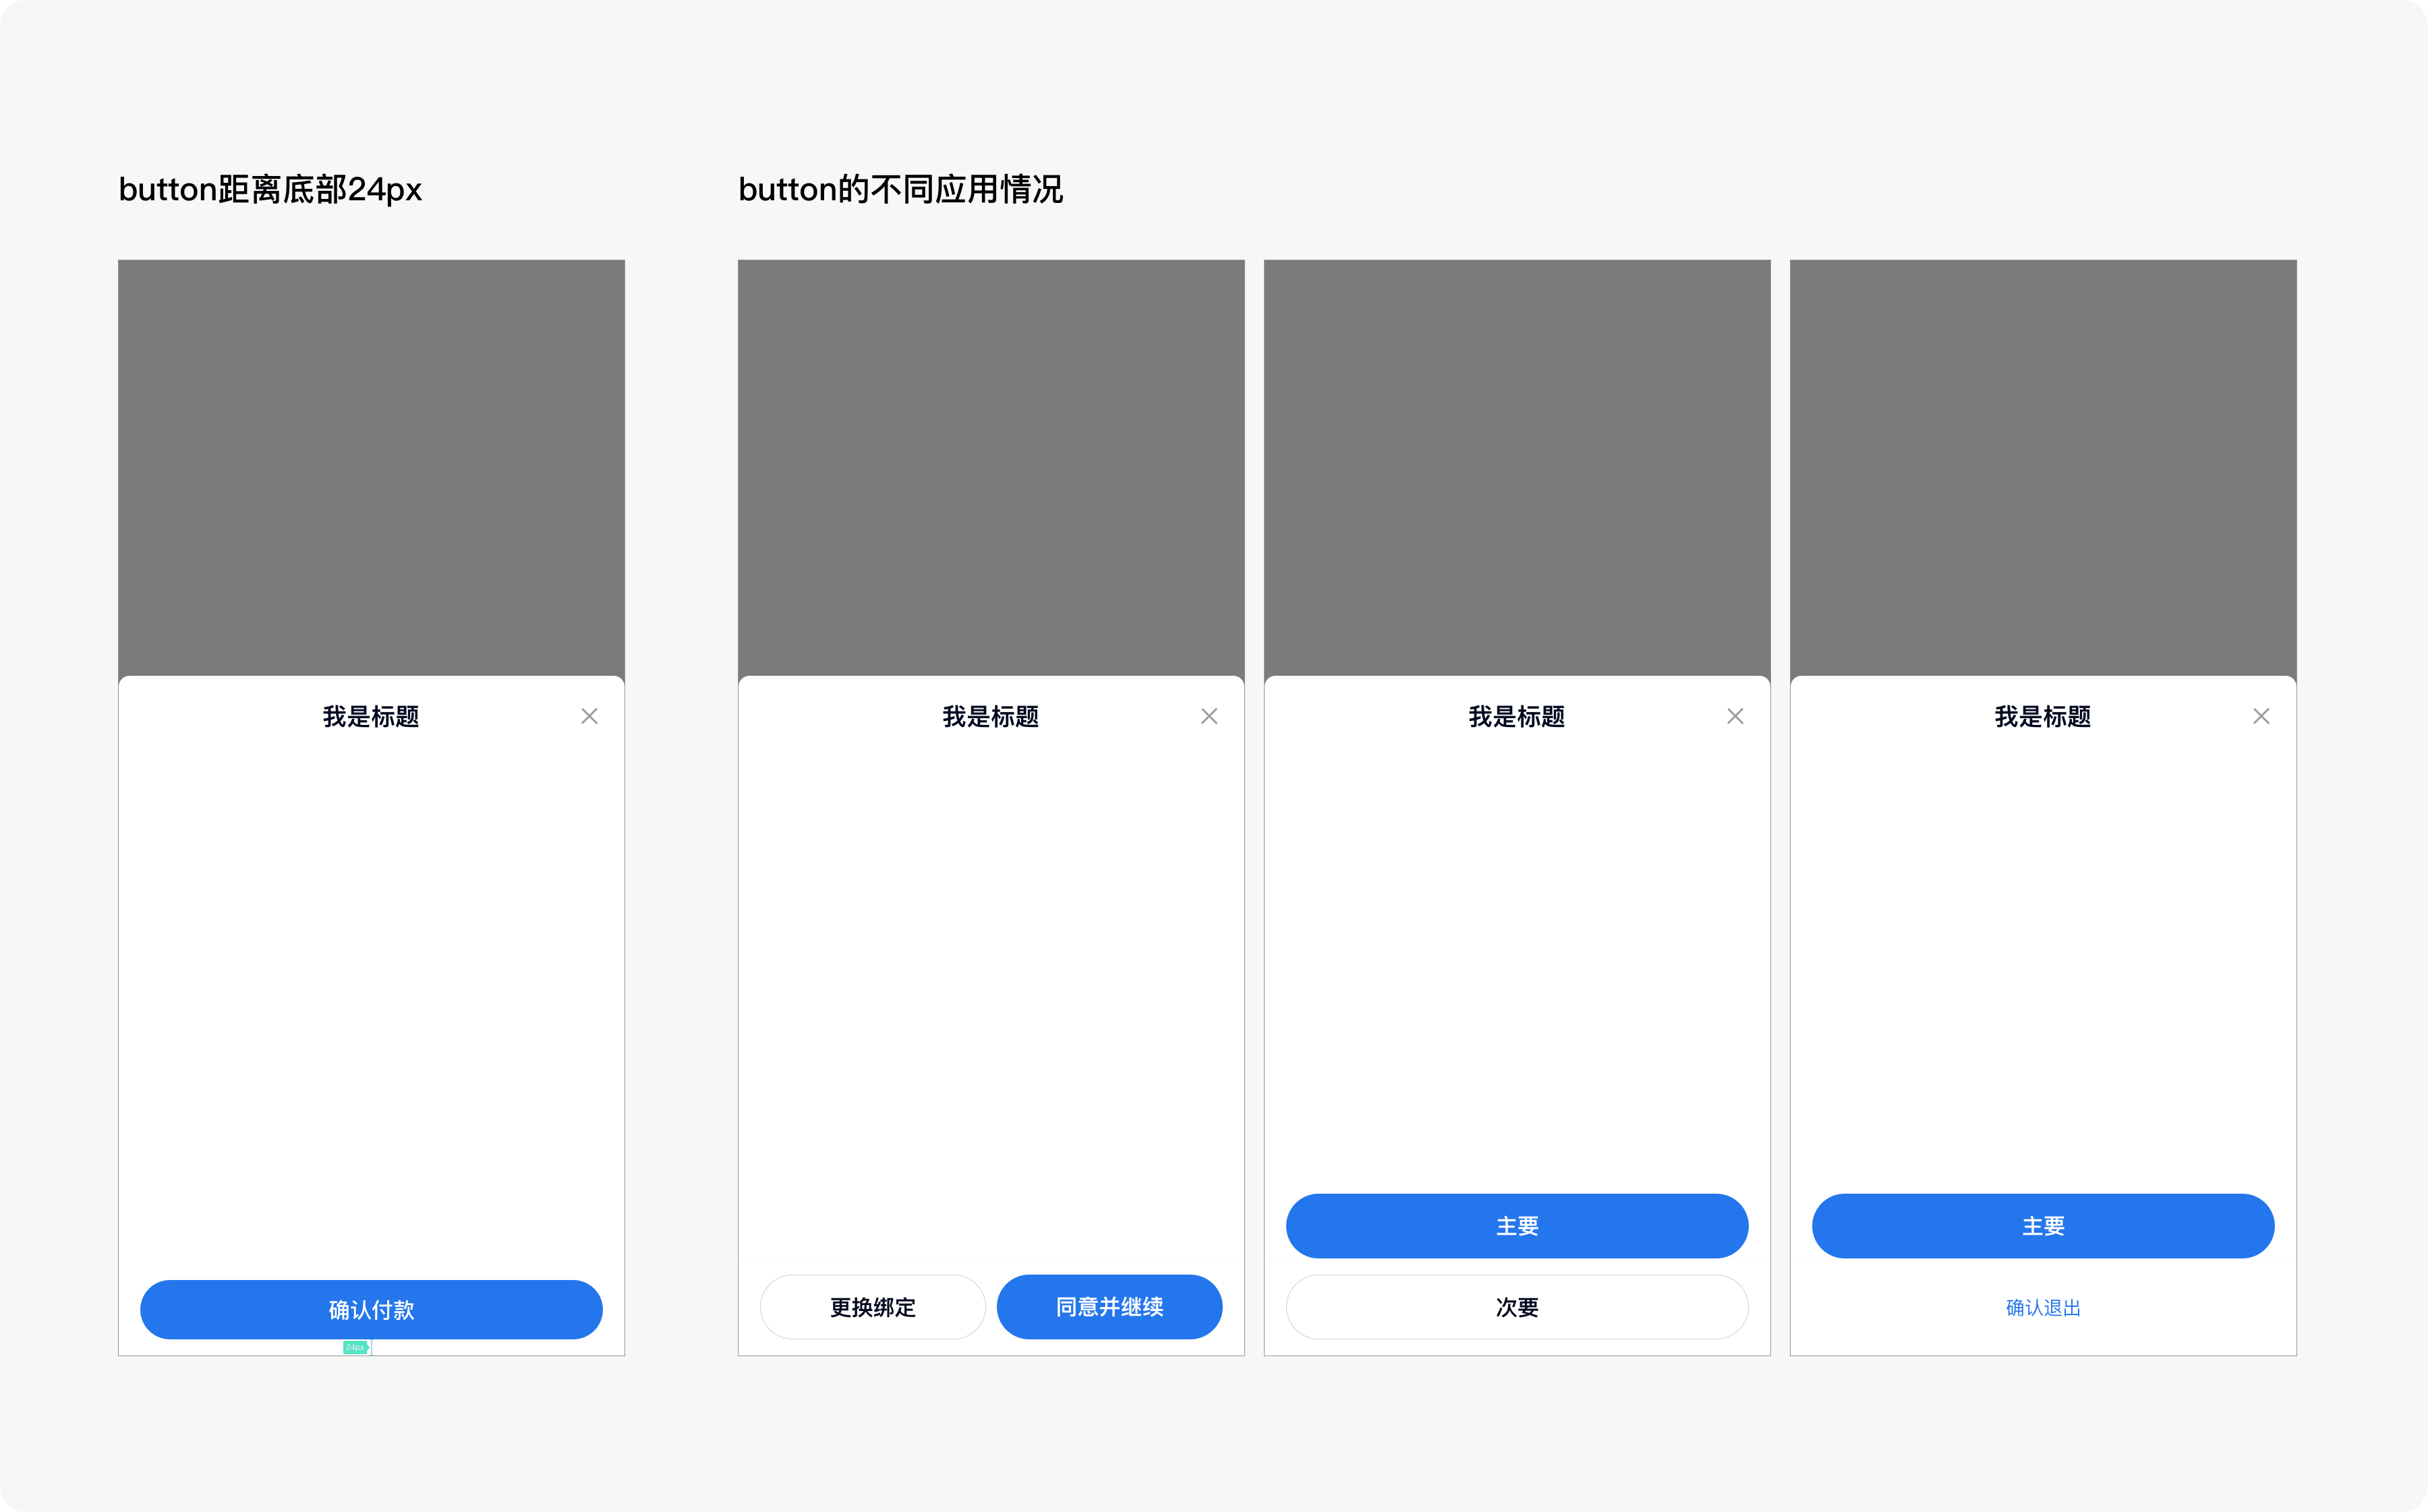 button距离底部24px
我是标题
确认付款
24px
button的不同应用情况
我是标题
更换绑定
同意并继续
我是标题
主要
次要
我是标题
主要
确认退出